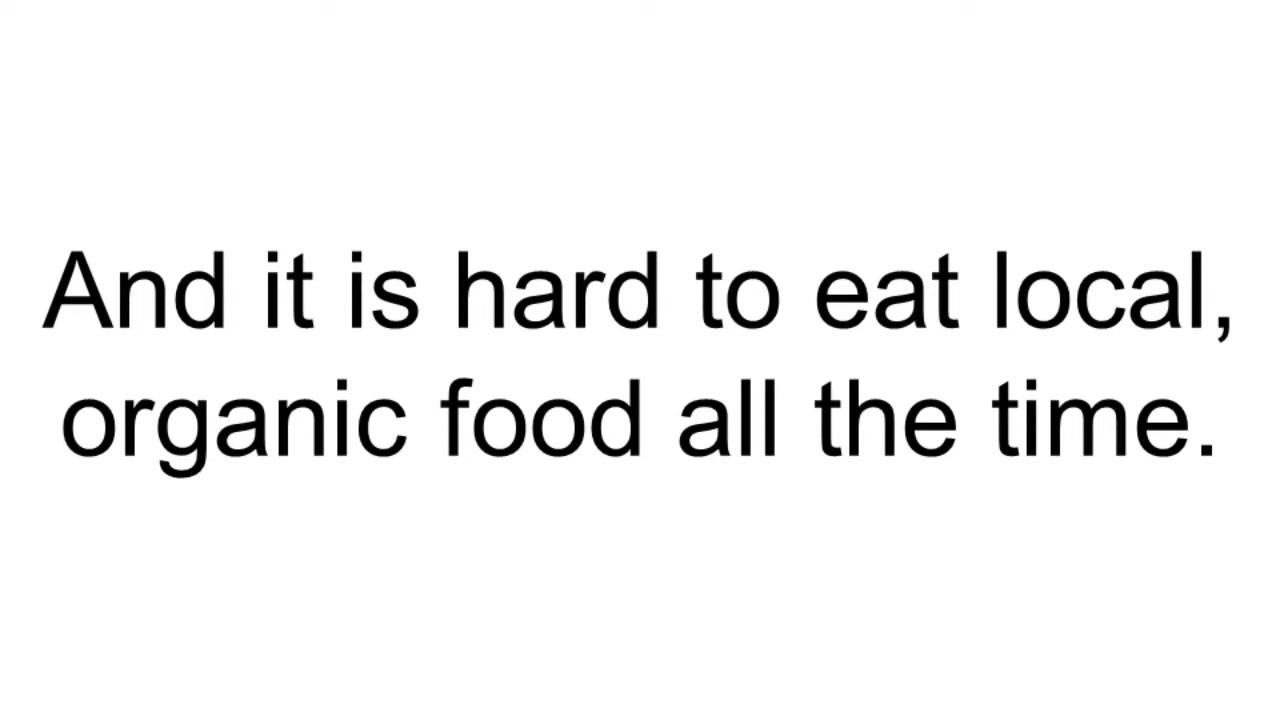 And it is hard to eat local,
organic food all the time.